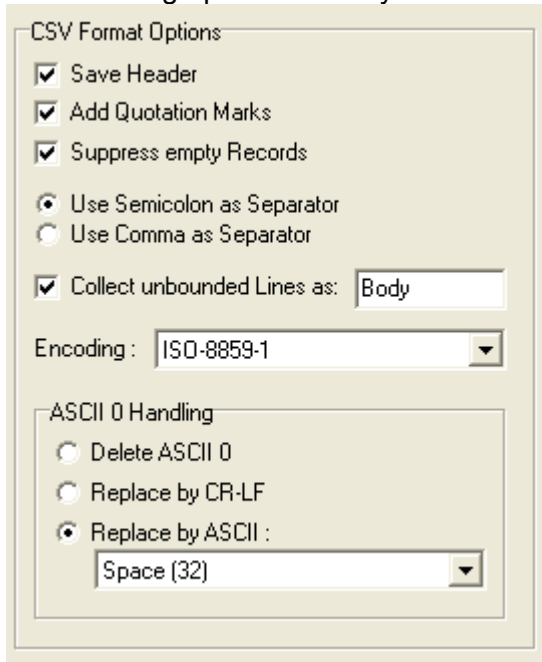 CSV Format Options
Save Header
Add Quotation Marks
Suppress empty Records
Use Semicolon as Separator
Use Comma as Separator
Collect unbounded Lines as: Body
Encoding : ISO-8859-1
ASCII 0 Handling
Delete ASCII 0
Replace by CR-LF
Replace by ASCII :
Space (32)